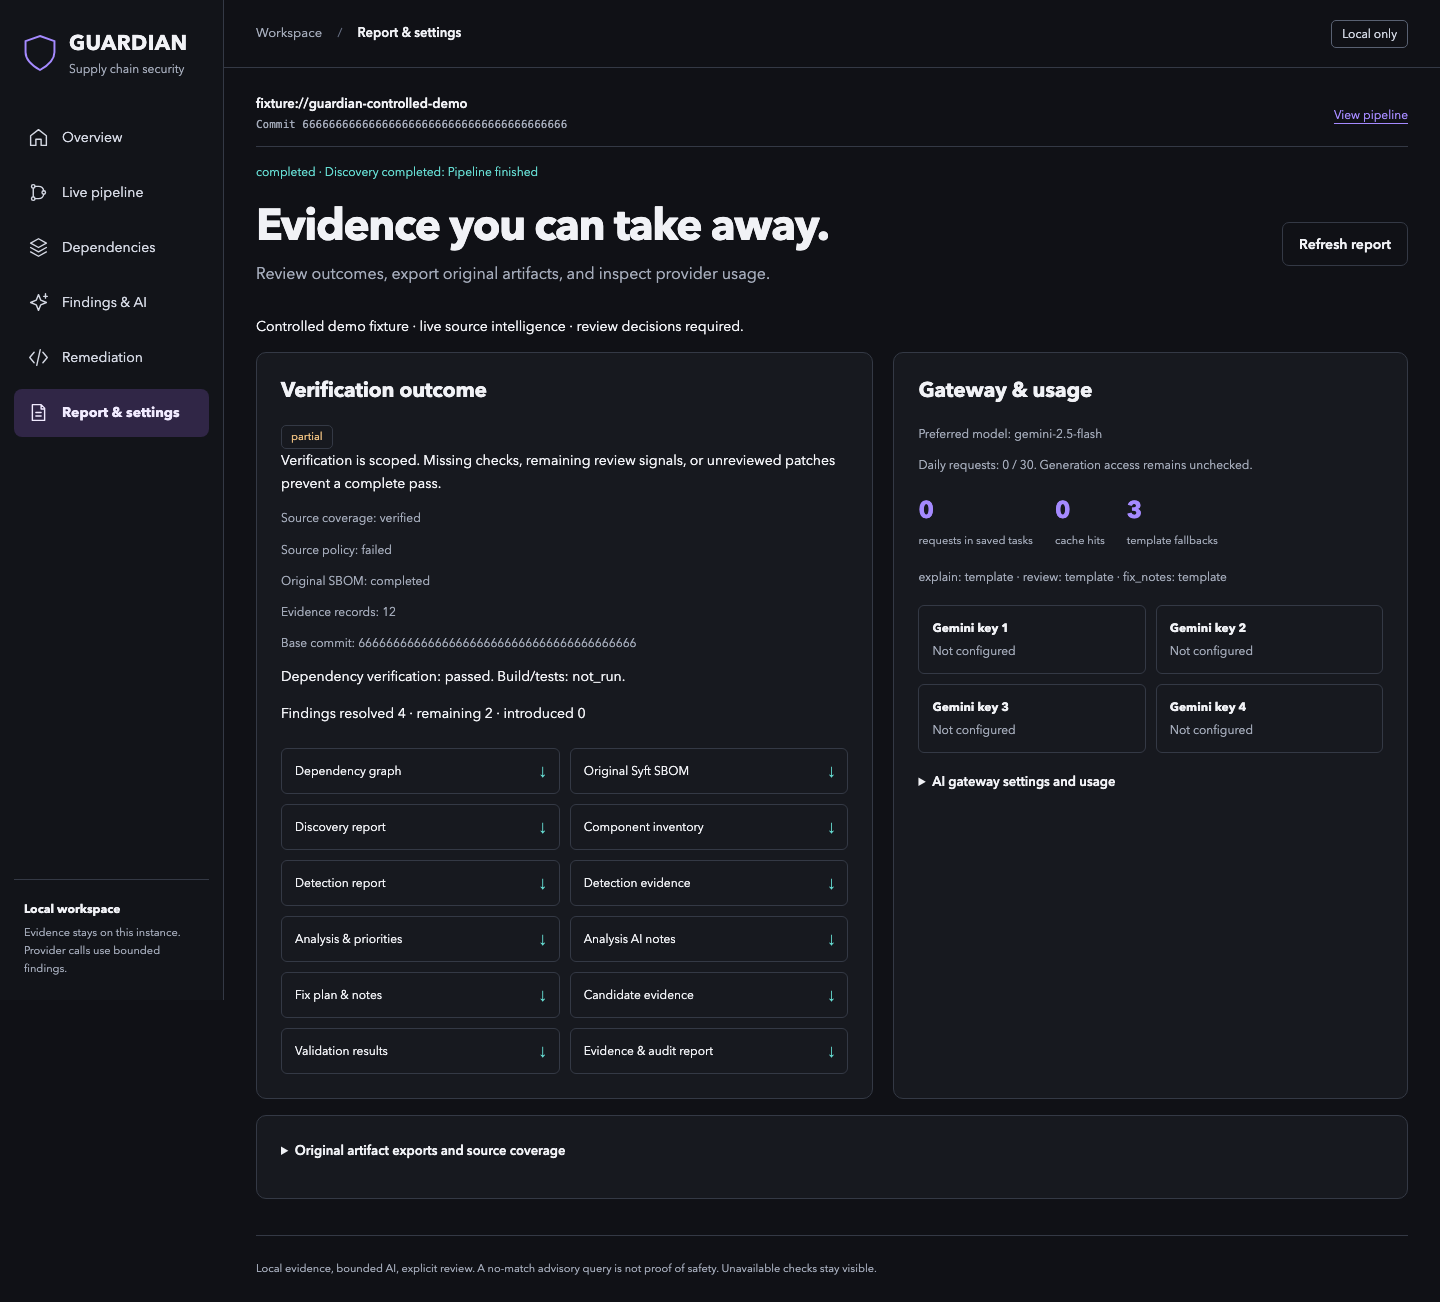 GUARDIAN
Supply chain security
Overview
Live pipeline
Dependencies
Findings & AI
Remediation
Report & settings
Local workspace
Evidence stays on this instance.
Provider calls use bounded
findings.
Workspace / Report & settings
Local only
fixture://guardian-controlled-demo
Commit 6666666666666666666666666666666666666666
View pipeline
completed · Discovery completed: Pipeline finished
Evidence you can take away.
Review outcomes, export original artifacts, and inspect provider usage.
Refresh report
Controlled demo fixture · live source intelligence · review decisions required.
Verification outcome
partial
Verification is scoped. Missing checks, remaining review signals, or unreviewed patches
prevent a complete pass.
Source coverage: verified
Source policy: failed
Original SBOM: completed
Evidence records: 12
Base commit: 6666666666666666666666666666666666666666
Dependency verification: passed. Build/tests: not_run.
Findings resolved 4 · remaining 2 · introduced 0
Dependency graph ↓
Original Syft SBOM ↓
Discovery report ↓
Component inventory ↓
Detection report ↓
Detection evidence ↓
Analysis & priorities ↓
Analysis AI notes ↓
Fix plan & notes ↓
Candidate evidence ↓
Validation results ↓
Evidence & audit report ↓
Gateway & usage
Preferred model: gemini-2.5-flash
Daily requests: 0 / 30. Generation access remains unchecked.
0 0 3
requests in saved tasks cache hits template fallbacks
explain: template · review: template · fix_notes: template
Gemini key 1
Not configured
Gemini key 2
Not configured
Gemini key 3
Not configured
Gemini key 4
Not configured
▶ AI gateway settings and usage
▶ Original artifact exports and source coverage
Local evidence, bounded AI, explicit review. A no-match advisory query is not proof of safety. Unavailable checks stay visible.